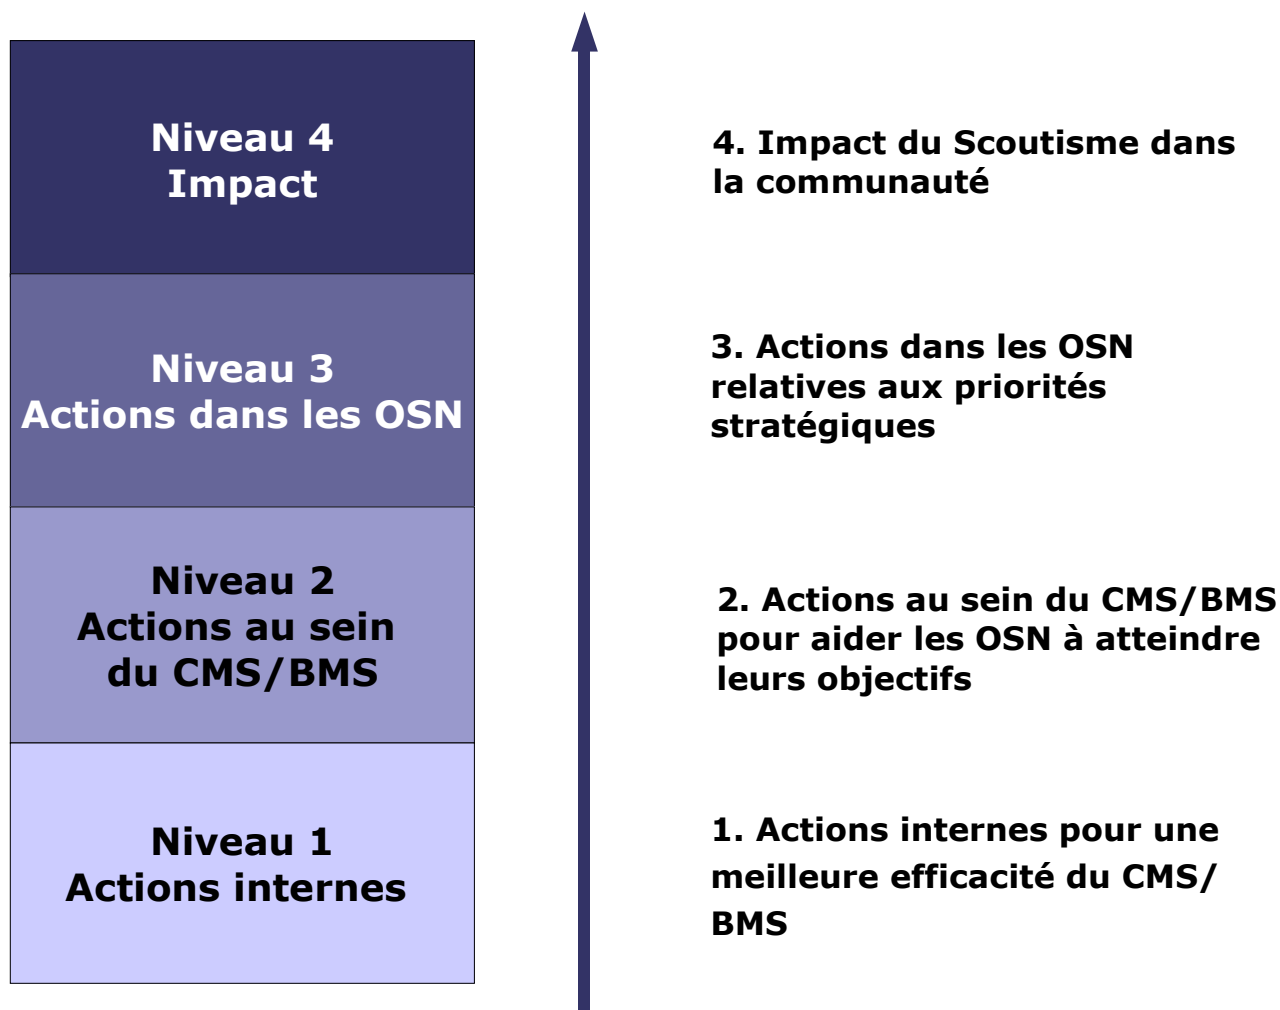 Niveau 4
Impact
4. Impact du Scoutisme dans
la communauté
Niveau 3
Actions dans les OSN
3. Actions dans les OSN
relatives aux priorités
stratégiques
Niveau 2
Actions au sein
du CMS/BMS
2. Actions au sein du CMS/BMS
pour aider les OSN à atteindre
leurs objectifs
Niveau 1
Actions internes
1. Actions internes pour une
meilleure efficacité du CMS/
BMS